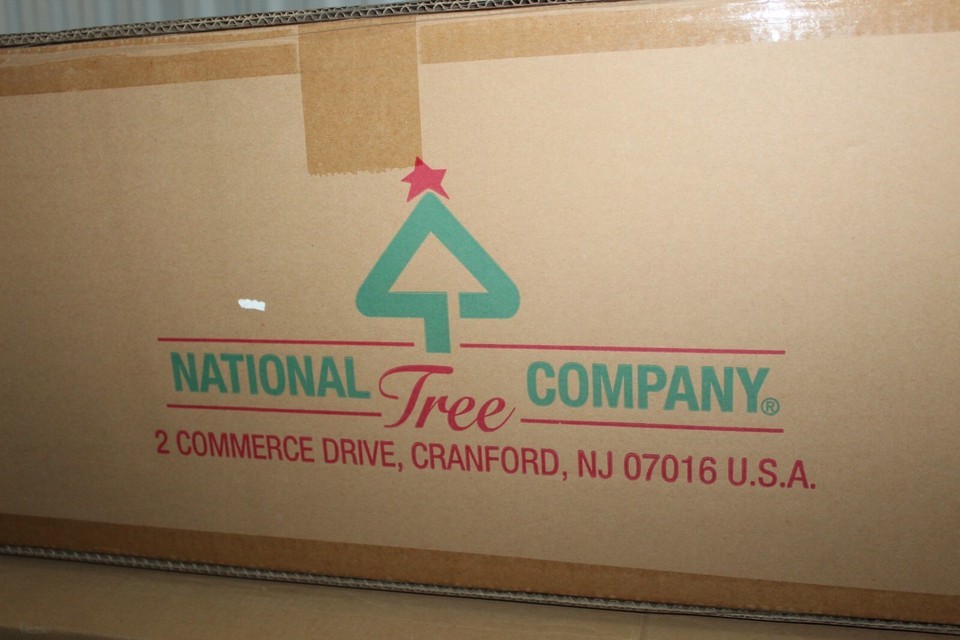 NATIONAL Tree COMPANY®
2 COMMERCE DRIVE, CRANFORD, NJ 07016 U.S.A.